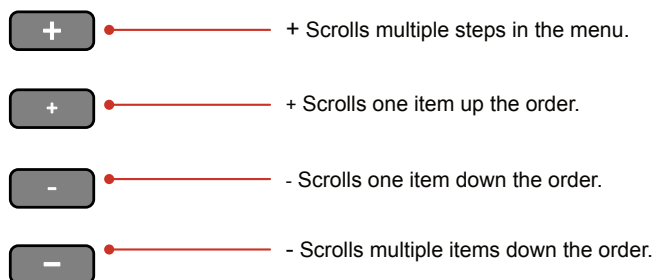 + + Scrolls multiple steps in the menu.
+ + Scrolls one item up the order.
- - Scrolls one item down the order.
- - Scrolls multiple items down the order.